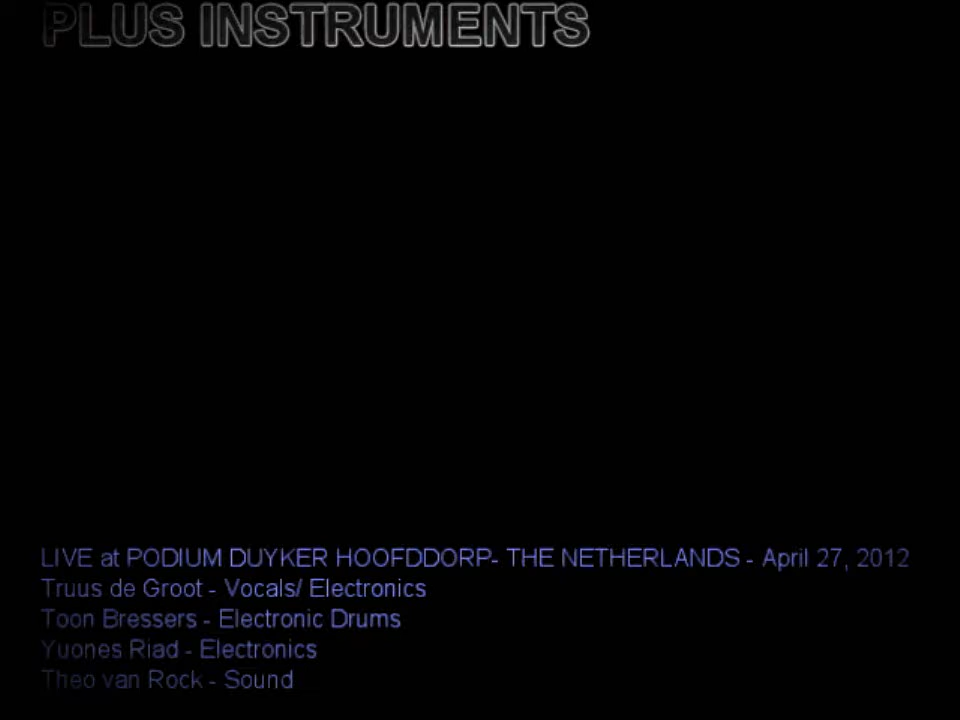 PLUS INSTRUMENTS
LIVE at PODIUM DUYKER HOOFDDORP- THE NETHERLANDS - April 27, 2012
Truus de Groot - Vocals/ Electronics
Toon Bressers - Electronic Drums
Yuones Riad - Electronics
Theo van Rock - Sound